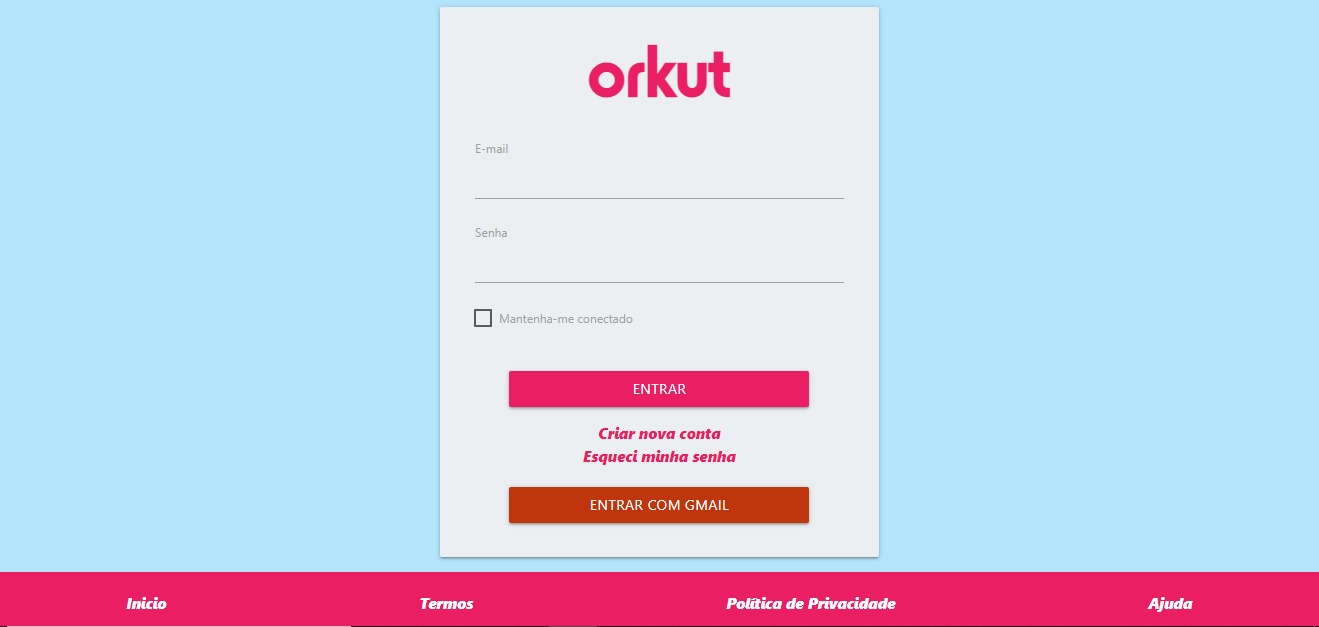 orkut
E-mail
Senha
Mantenha-me conectado
ENTRAR
Criar nova conta
Esqueci minha senha
ENTRAR COM GMAIL
Inicio Termos Política de Privacidade Ajuda